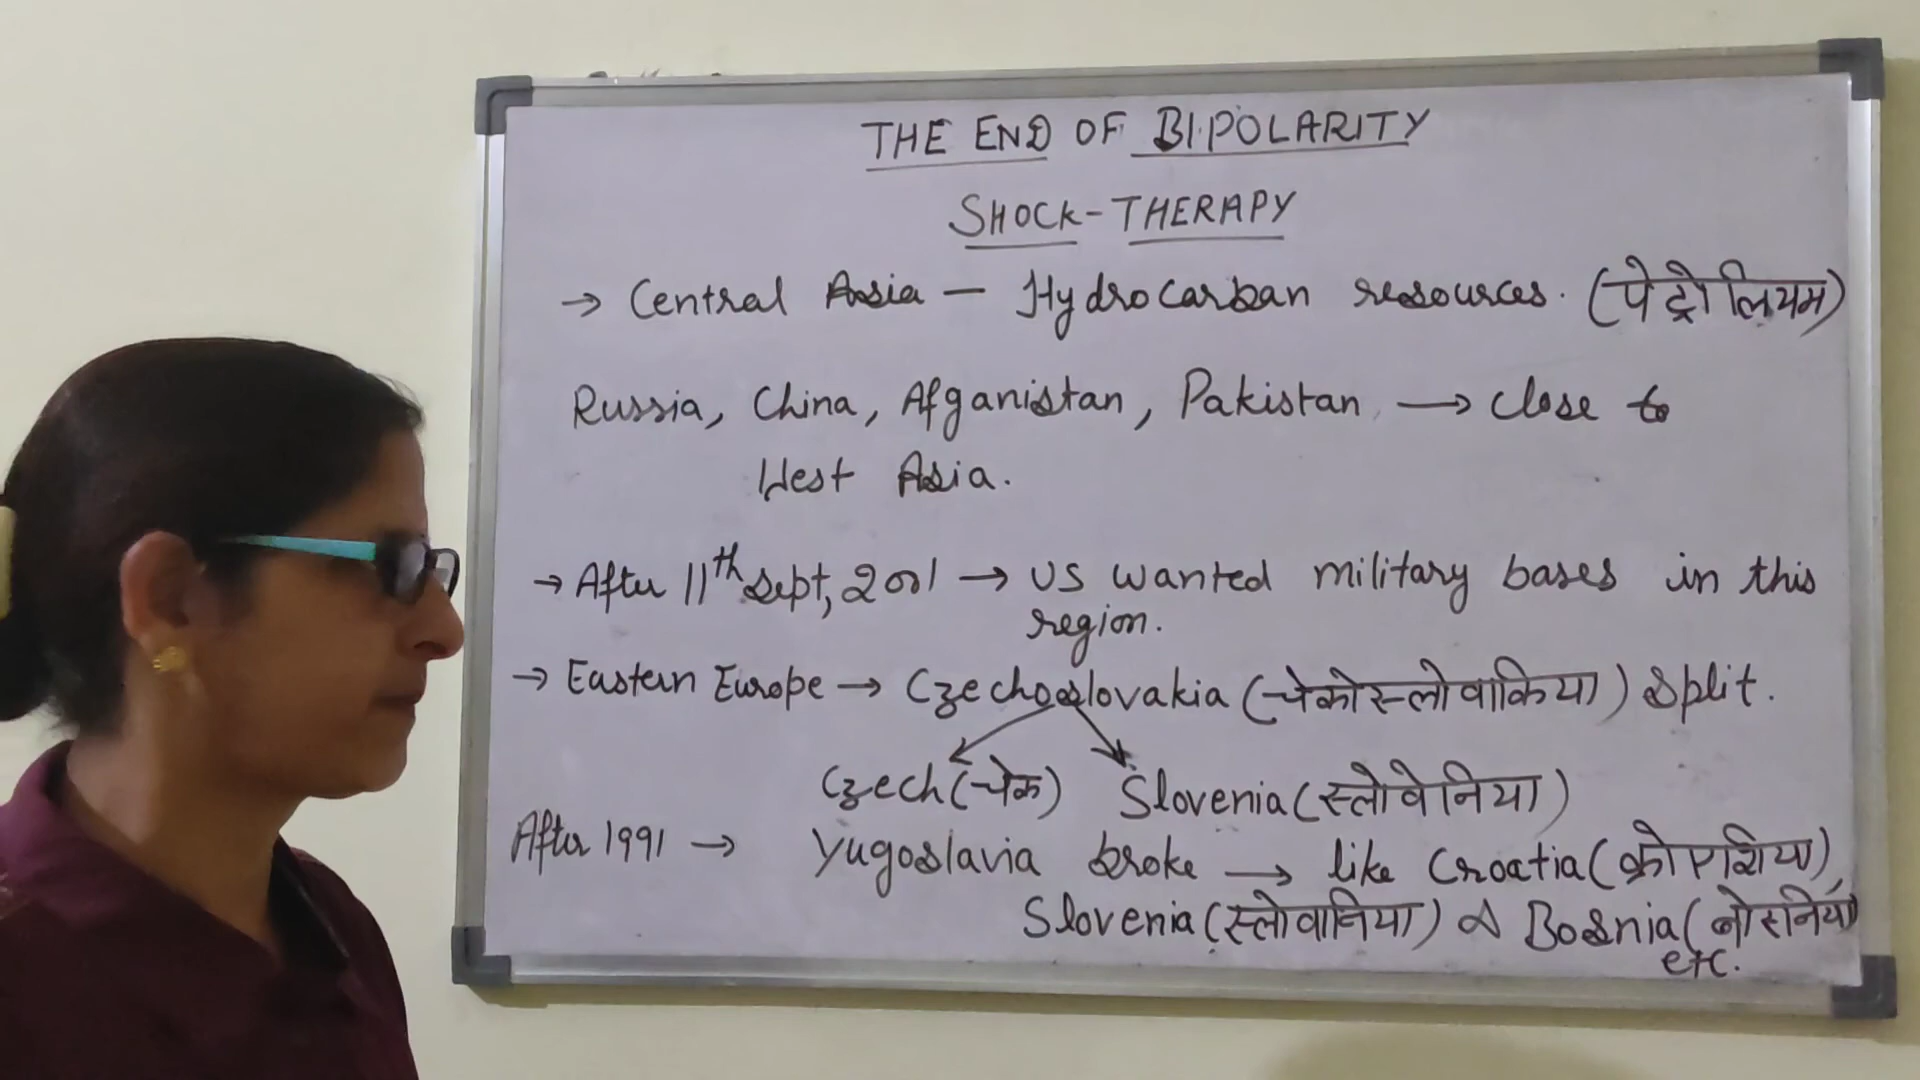 THE END OF BIPOLARITY
SHOCK-THERAPY
→ Central Asia — Hydrocarban resources. (पेट्रोलियम)
Russia, China, Afganistan, Pakistan → close to
West Asia.
→ After 11th Sept, 2001 → US wanted military bases in this
region.
→ Eastern Europe → Czechoslovakia (चेकोस्लोवाकिया) split.
Czech (चेक) Slovenia (स्लोवेनिया)
After 1991 → Yugoslavia broke → like Croatia (क्रोएशिया),
Slovenia (स्लोवानिया) & Bosnia (बोस्निया)
etc.